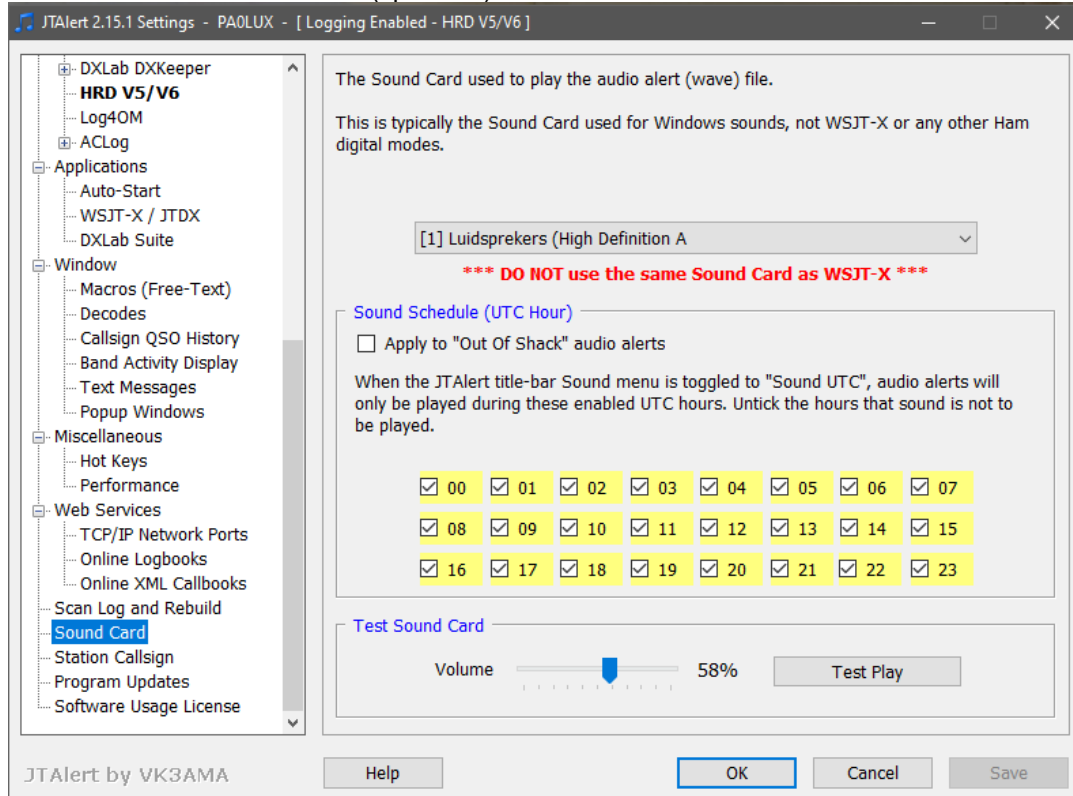 JTAlert 2.15.1 Settings - PA0LUX - [ Logging Enabled - HRD V5/V6 ]
DXLab DXKeeper
HRD V5/V6
Log4OM
ACLog
Applications
Auto-Start
WSJT-X / JTDX
DXLab Suite
Window
Macros (Free-Text)
Decodes
Callsign QSO History
Band Activity Display
Text Messages
Popup Windows
Miscellaneous
Hot Keys
Performance
Web Services
TCP/IP Network Ports
Online Logbooks
Online XML Callbooks
Scan Log and Rebuild
Sound Card
Station Callsign
Program Updates
Software Usage License
The Sound Card used to play the audio alert (wave) file.
This is typically the Sound Card used for Windows sounds, not WSJT-X or any other Ham
digital modes.
[1] Luidsprekers (High Definition A
*** DO NOT use the same Sound Card as WSJT-X ***
Sound Schedule (UTC Hour)
Apply to "Out Of Shack" audio alerts
When the JTAlert title-bar Sound menu is toggled to "Sound UTC", audio alerts will
only be played during these enabled UTC hours. Untick the hours that sound is not to
be played.
00 01 02 03 04 05 06 07
08 09 10 11 12 13 14 15
16 17 18 19 20 21 22 23
Test Sound Card
Volume 58% Test Play
JTAlert by VK3AMA
Help OK Cancel Save